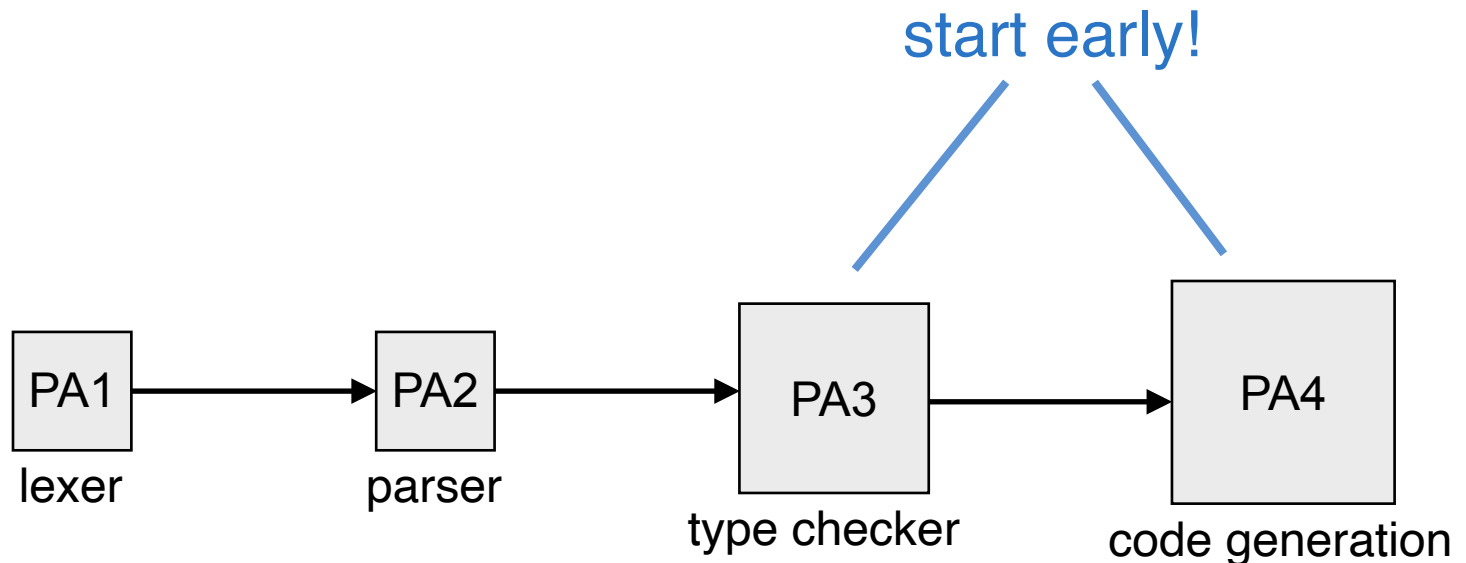 start early!
PA1
PA2
PA3
PA4
lexer
parser
type checker
code generation